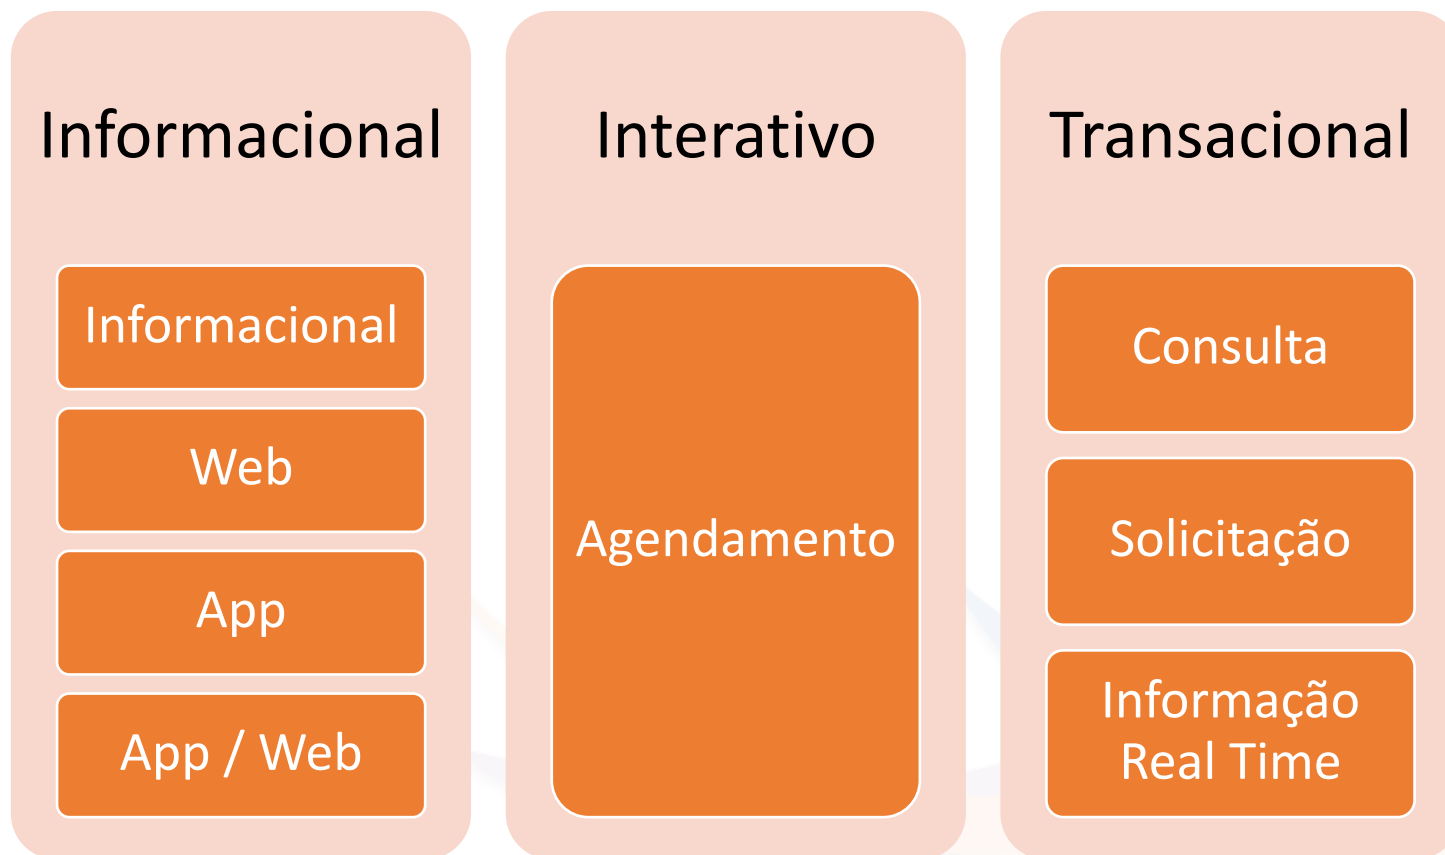 Informacional
Informacional
Web
App
App / Web
Interativo
Agendamento
Transacional
Consulta
Solicitação
Informação
Real Time